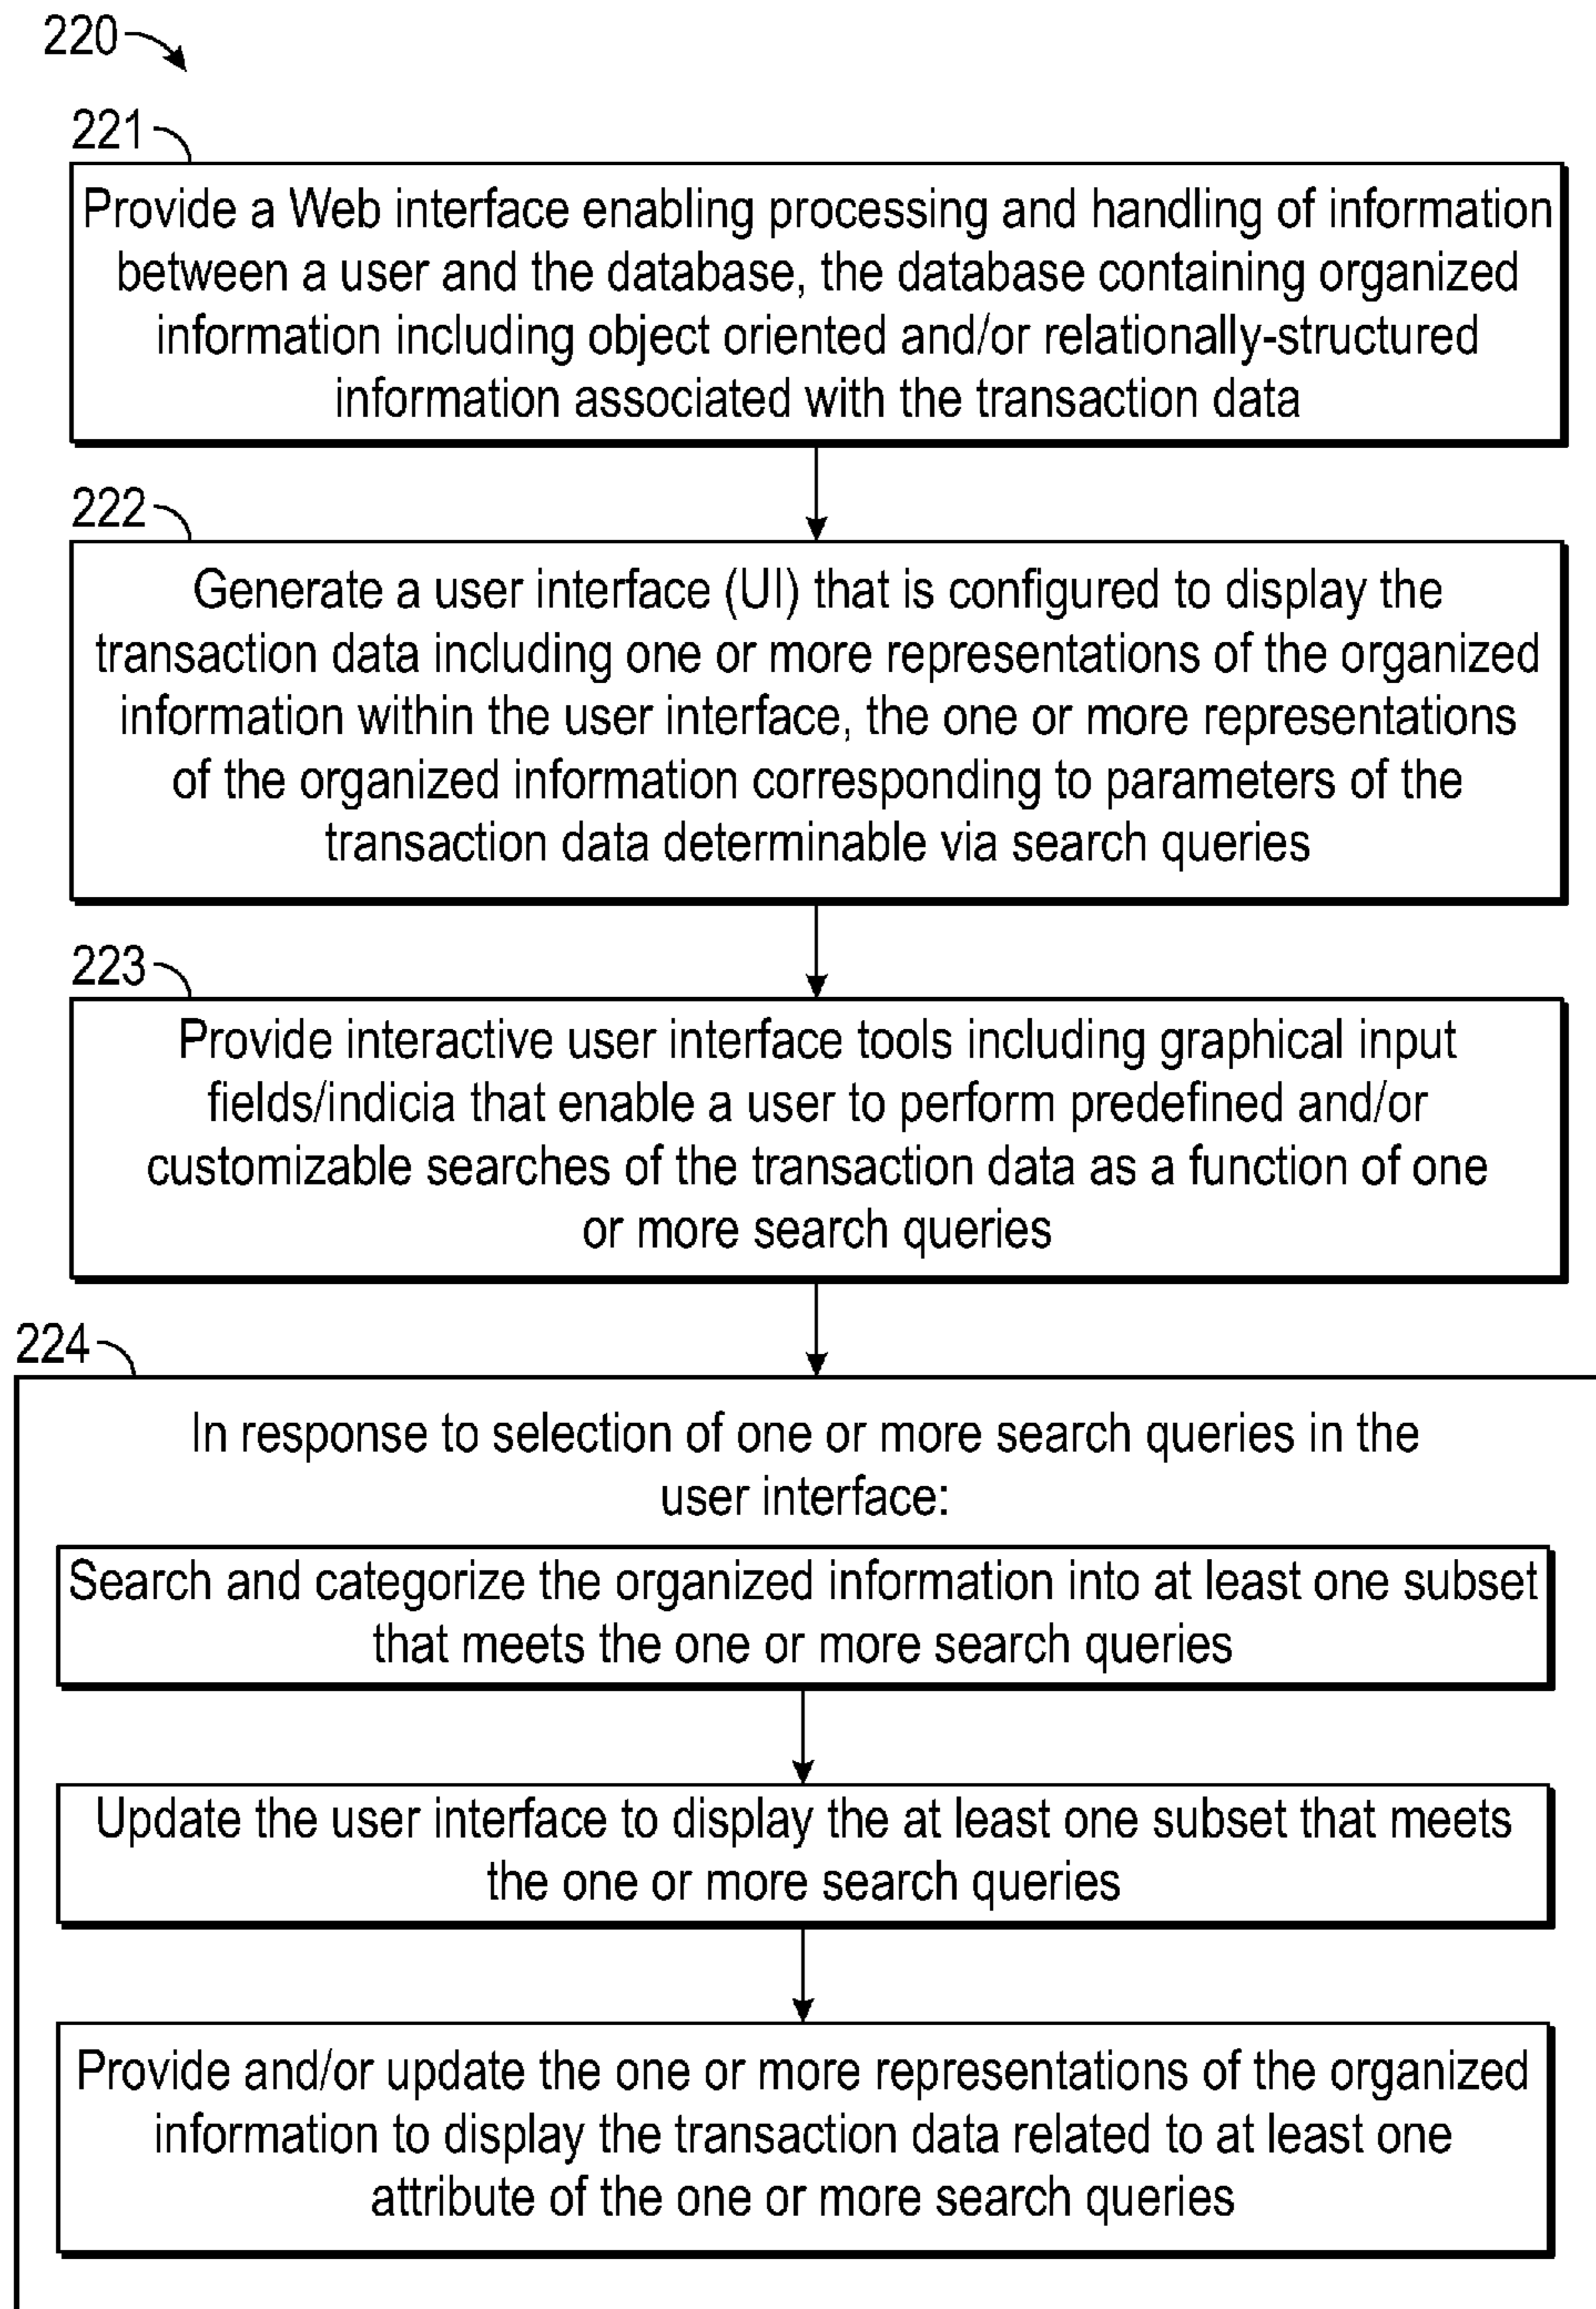 220
221
Provide a Web interface enabling processing and handling of information
between a user and the database, the database containing organized
information including object oriented and/or relationally-structured
information associated with the transaction data
222
Generate a user interface (UI) that is configured to display the
transaction data including one or more representations of the organized
information within the user interface, the one or more representations
of the organized information corresponding to parameters of the
transaction data determinable via search queries
223
Provide interactive user interface tools including graphical input
fields/indicia that enable a user to perform predefined and/or
customizable searches of the transaction data as a function of one
or more search queries
224
In response to selection of one or more search queries in the
user interface:
Search and categorize the organized information into at least one subset
that meets the one or more search queries
Update the user interface to display the at least one subset that meets
the one or more search queries
Provide and/or update the one or more representations of the organized
information to display the transaction data related to at least one
attribute of the one or more search queries